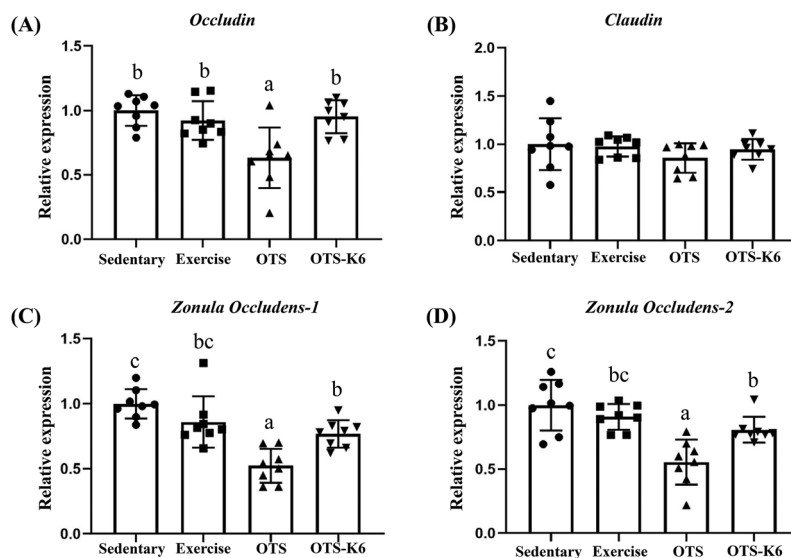 (A)
Occludin
Relative expression
1.5
1.0
0.5
0.0
b
b
a
b
Sedentary Exercise OTS OTS-K6
(B)
Claudin
Relative expression
2.0
1.5
1.0
0.5
0.0
Sedentary Exercise OTS OTS-K6
(C)
Zonula Occludens-1
Relative expression
1.5
1.0
0.5
0.0
c
bc
a
b
Sedentary Exercise OTS OTS-K6
(D)
Zonula Occludens-2
Relative expression
1.5
1.0
0.5
0.0
c
bc
a
b
Sedentary Exercise OTS OTS-K6